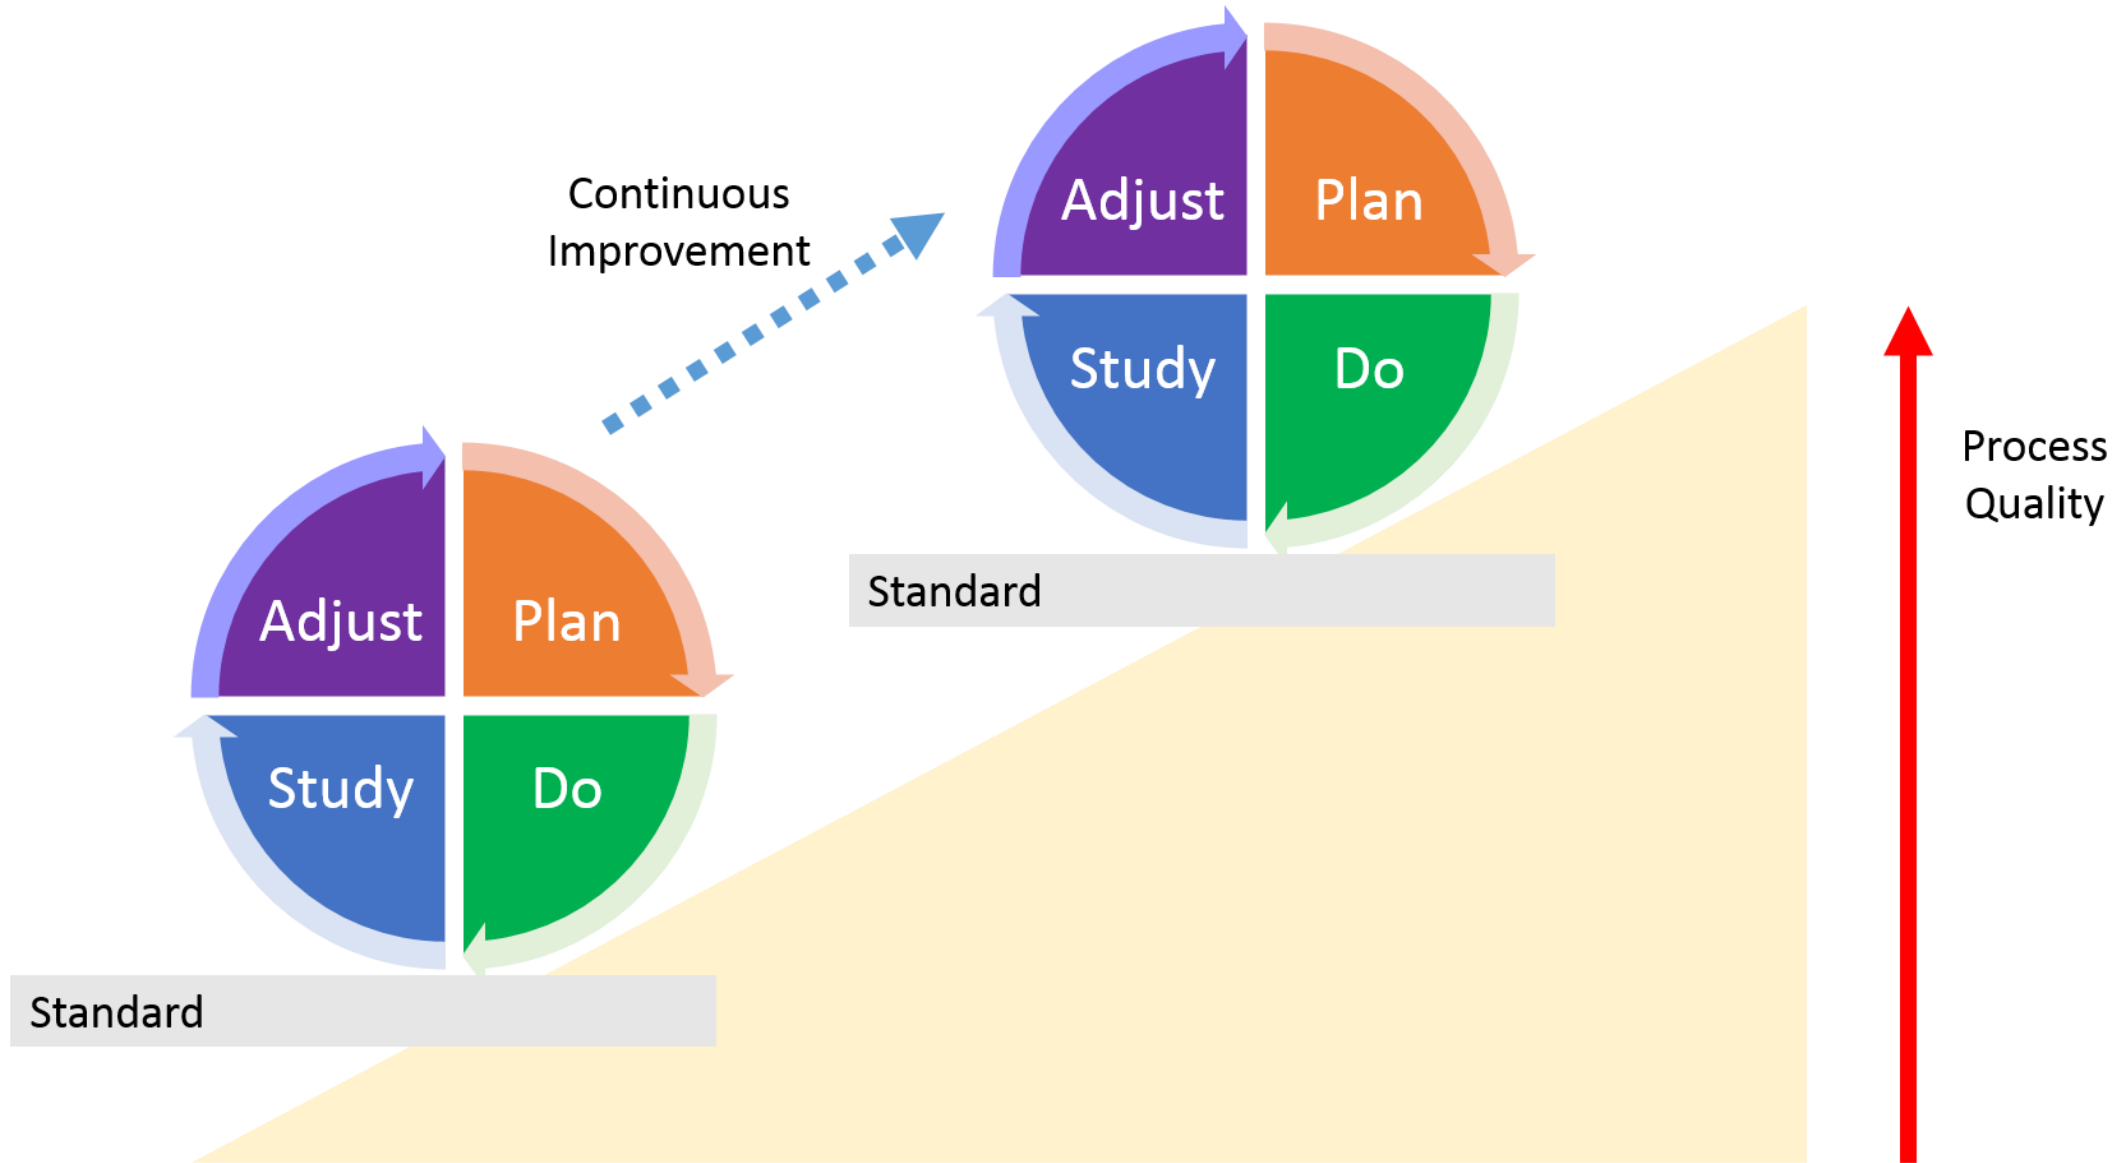 Continuous
Improvement
Adjust
Plan
Study
Do
Standard
Process
Quality
Adjust
Plan
Study
Do
Standard